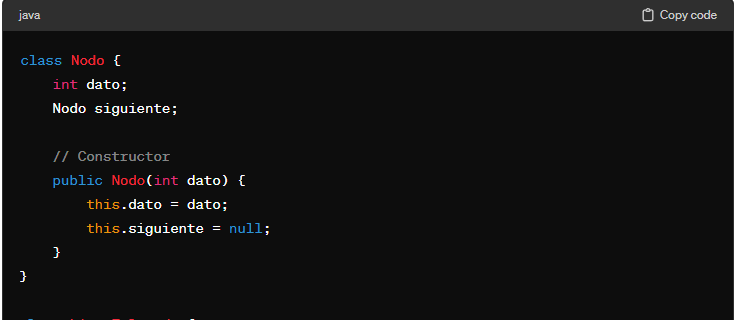 java Copy code
class Nodo {
int dato;
Nodo siguiente;
// Constructor
public Nodo(int dato) {
this.dato = dato;
this.siguiente = null;
}
}